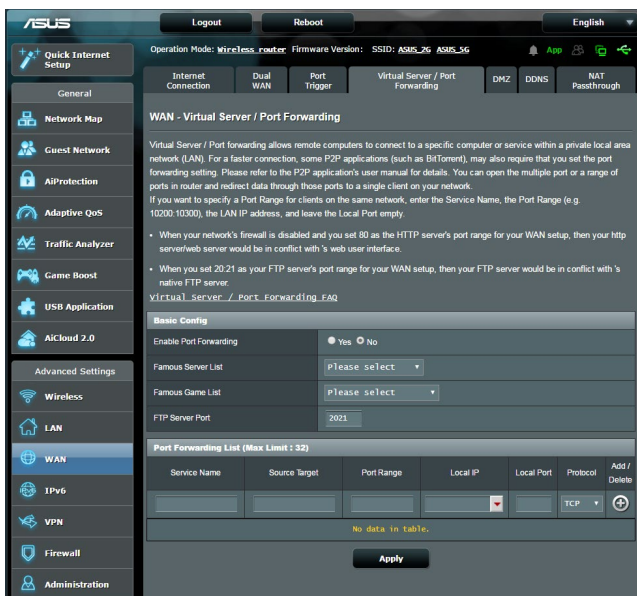 ASUS
Logout
Reboot
English
Quick Internet
Setup
Operation Mode: Wireless router Firmware Version: SSID: ASUS_2G ASUS_5G
App
Internet
Connection
Dual
WAN
Port
Trigger
Virtual Server / Port
Forwarding
DMZ
DDNS
NAT
Passthrough
General
Network Map
Guest Network
AiProtection
Adaptive QoS
Traffic Analyzer
Game Boost
USB Application
AiCloud 2.0
Advanced Settings
Wireless
LAN
WAN
IPv6
VPN
Firewall
Administration
WAN - Virtual Server / Port Forwarding
Virtual Server / Port forwarding allows remote computers to connect to a specific computer or service within a private local area
network (LAN). For a faster connection, some P2P applications (such as BitTorrent), may also require that you set the port
forwarding setting. Please refer to the P2P application's user manual for details. You can open the multiple port or a range of
ports in router and redirect data through those ports to a single client on your network.
If you want to specify a Port Range for clients on the same network, enter the Service Name, the Port Range (e.g.
10200:10300), the LAN IP address, and leave the Local Port empty.
• When your network's firewall is disabled and you set 80 as the HTTP server's port range for your WAN setup, then your http
server/web server would be in conflict with 's web user interface.
• When you set 20:21 as your FTP server's port range for your WAN setup, then your FTP server would be in conflict with 's
native FTP server.
Virtual Server / Port Forwarding FAQ
Basic Config
Enable Port Forwarding
Yes No
Famous Server List
Please select
Famous Game List
Please select
FTP Server Port
2021
Port Forwarding List (Max Limit : 32)
Service Name
Source Target
Port Range
Local IP
Local Port
Protocol
Add /
Delete
TCP
No data in table.
Apply